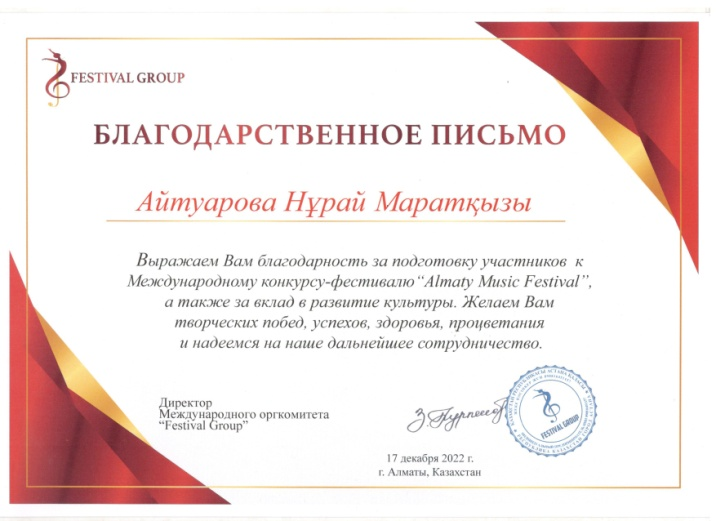 FESTIVAL GROUP
БЛАГОДАРСТВЕННОЕ ПИСЬМО
Айтуарова Нұрай Маратқызы
Выражаем Вам благодарность за подготовку участников к
Международному конкурсу-фестивалю “Almaty Music Festival”,
а также за вклад в развитие культуры. Желаем Вам
творческих побед, успехов, здоровья, процветания
и надеемся на наше дальнейшее сотрудничество.
Директор
Международного оргкомитета
“Festival Group”
FESTIVAL GROUP
17 декабря 2022 г.
г. Алматы, Казахстан